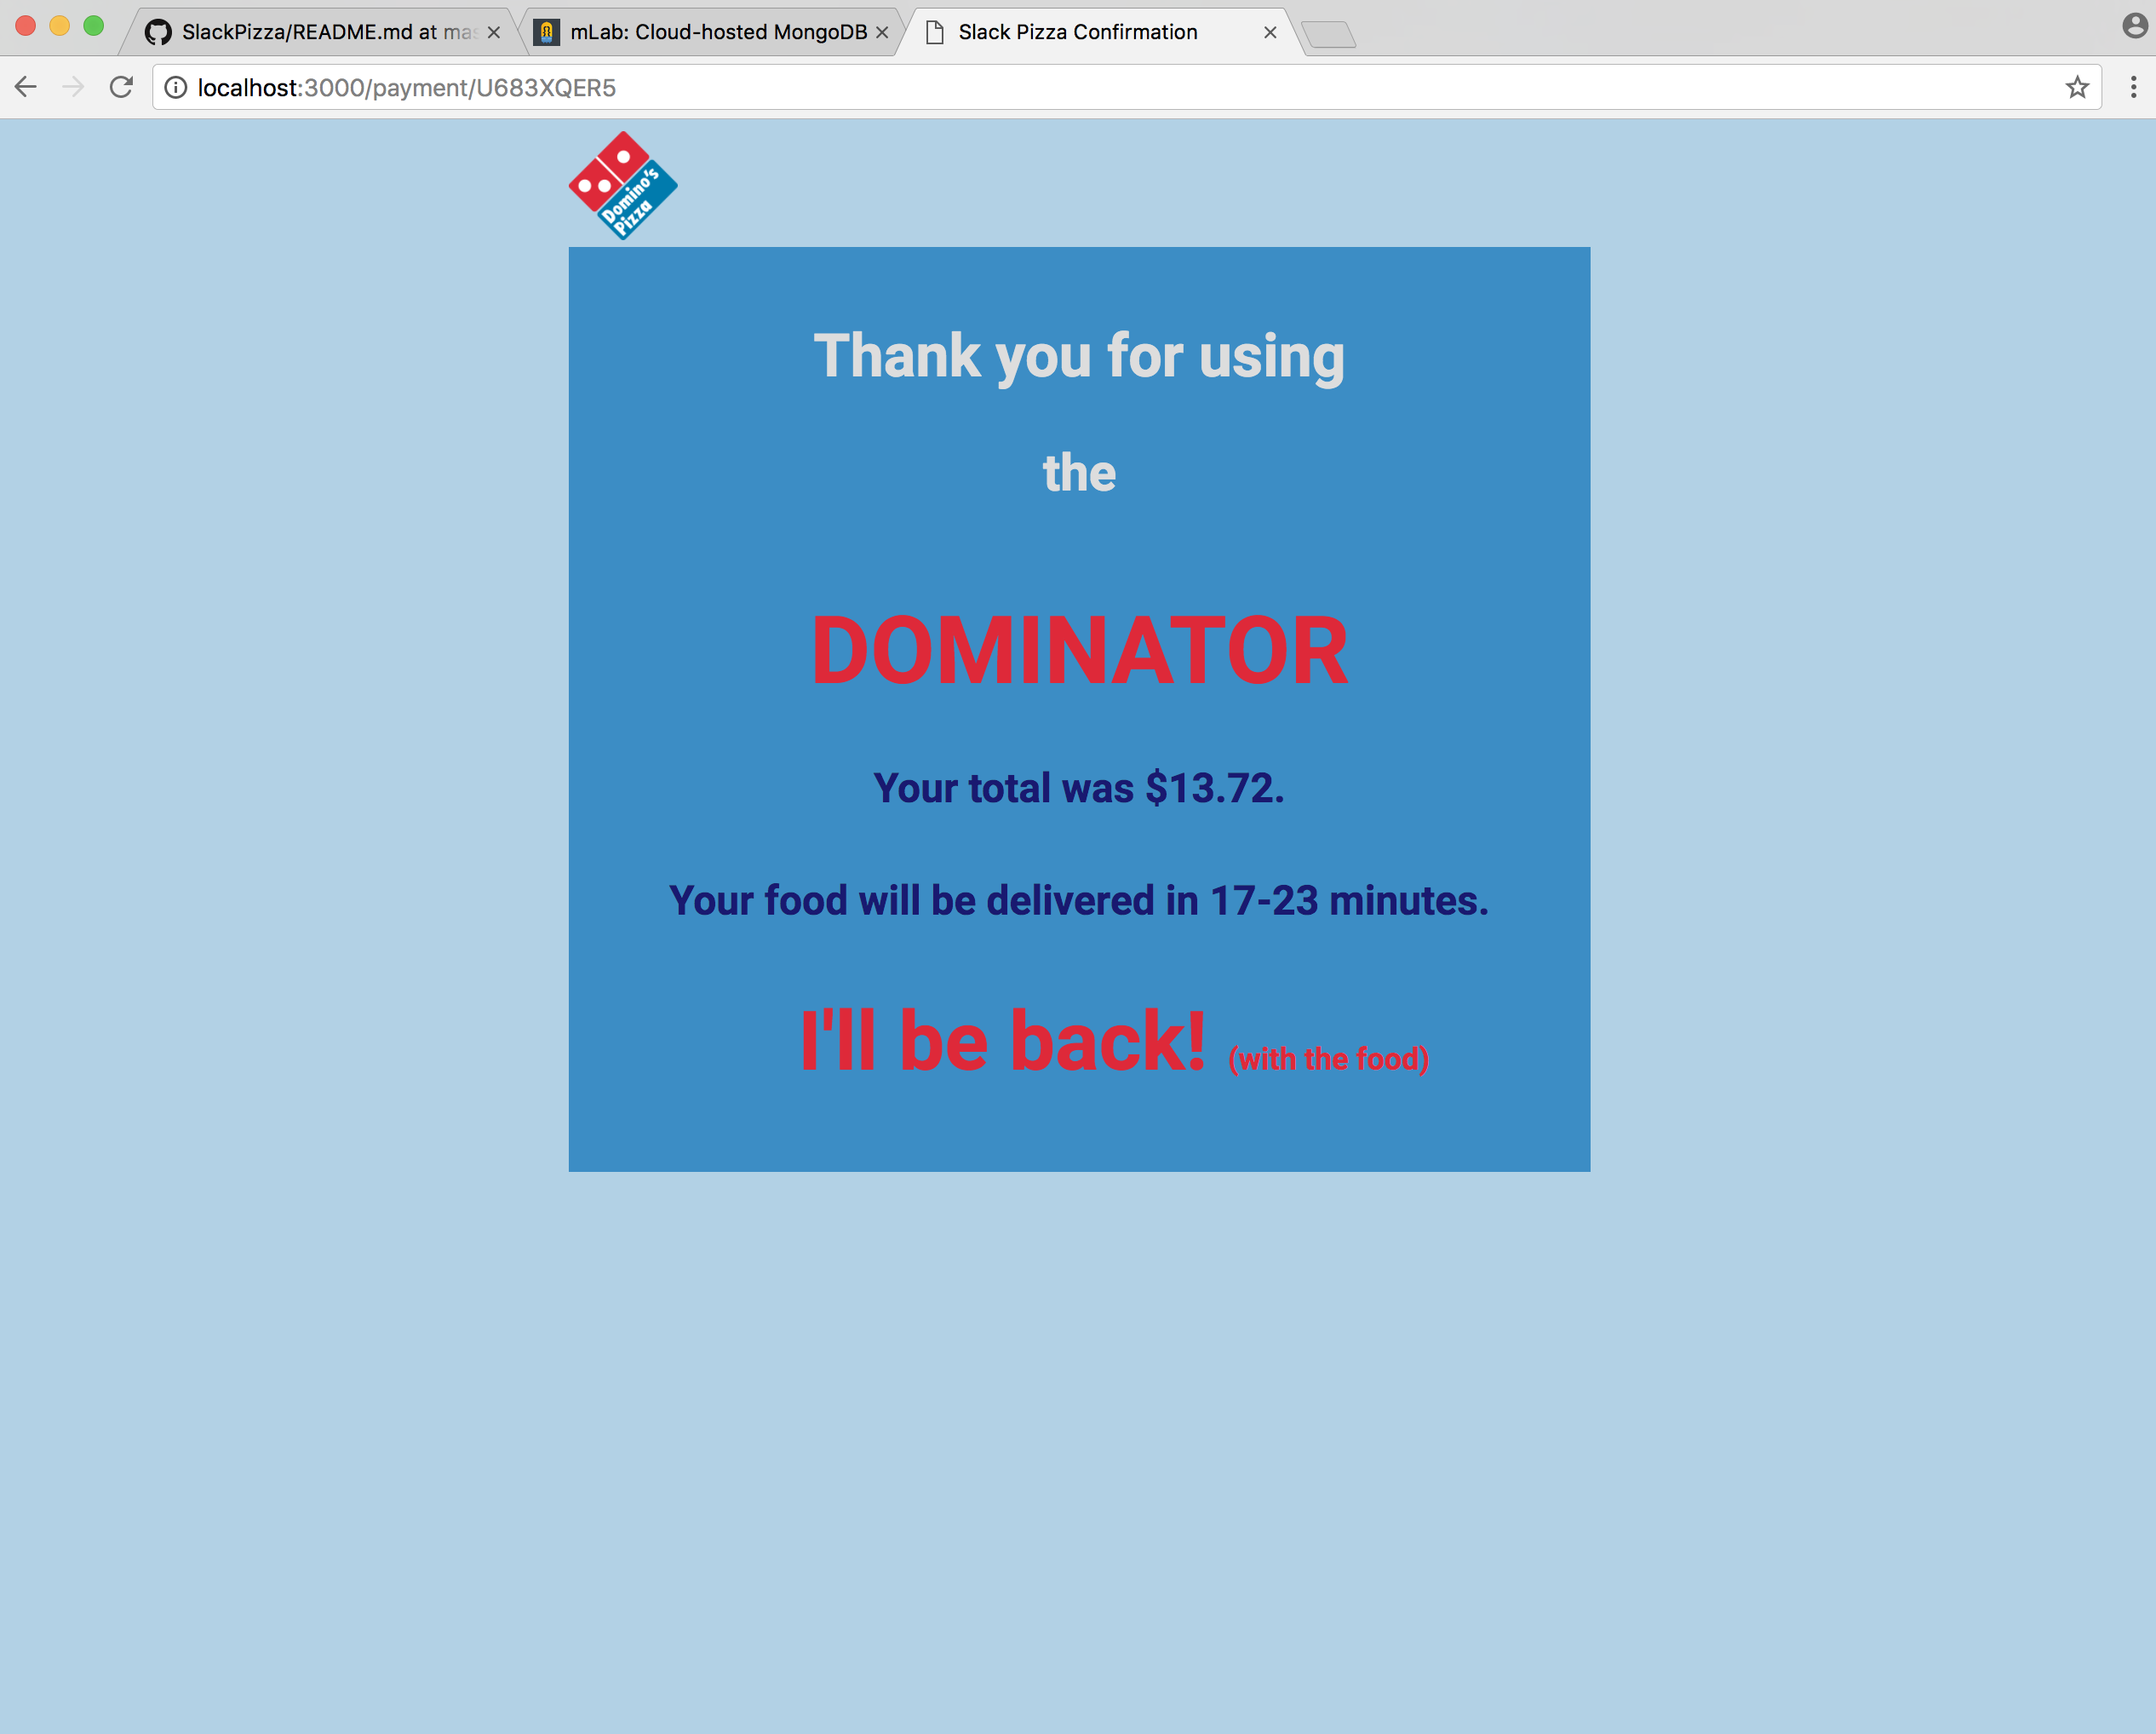 SlackPizza/README.md at mas
mLab: Cloud-hosted MongoDB
Slack Pizza Confirmation
localhost:3000/payment/U683XQER5
Domino's
Pizza
Thank you for using
the
DOMINATOR
Your total was $13.72.
Your food will be delivered in 17-23 minutes.
I'll be back! (with the food)